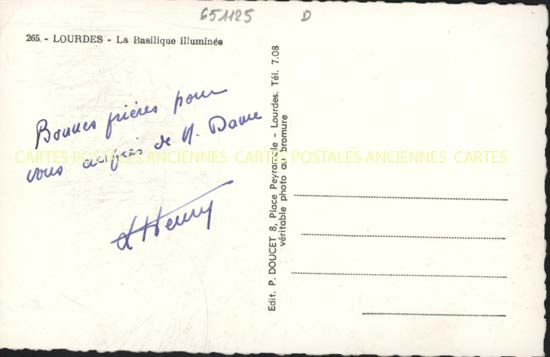 651125 D
265. - LOURDES - La Basilique illuminée
Bonnes prières pour
vous auprès de N. Dame
Henry
CARTES POSTALES ANCIENNES CARTES POSTALES ANCIENNES CARTES
Edit. P. DOUCET 8, Place Peyramale - Lourdes. Tél. 7.08
véritable photo au bromure